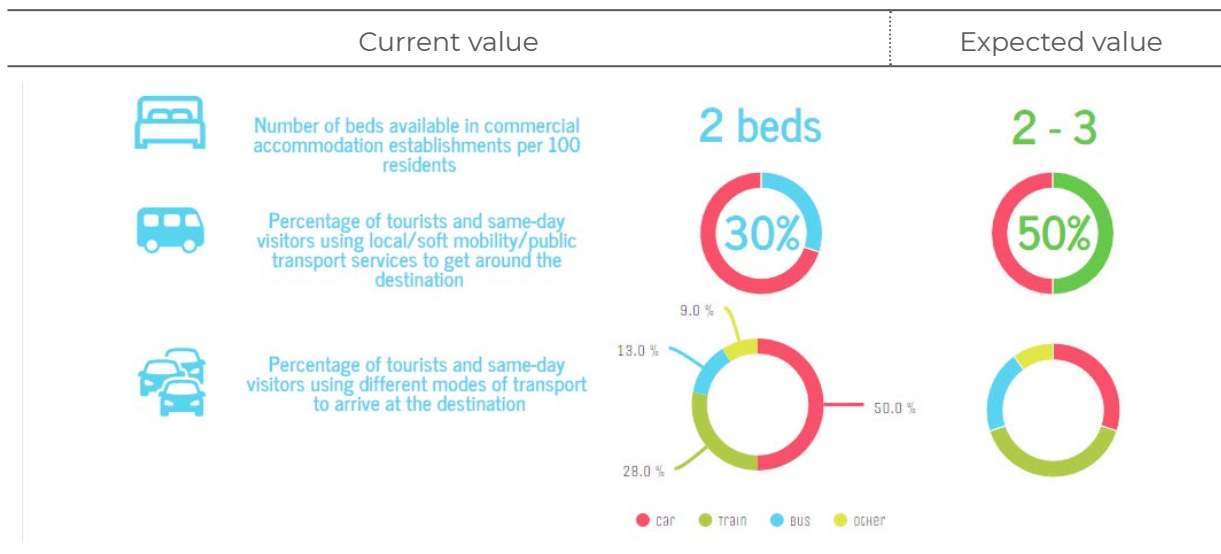 Current value
Expected value
Number of beds available in commercial
accommodation establishments per 100
residents
2 beds
2 - 3
Percentage of tourists and same-day
visitors using local/soft mobility/public
transport services to get around the
destination
30%
50%
Percentage of tourists and same-day
visitors using different modes of transport
to arrive at the destination
9.0 %
13.0 %
50.0 %
28.0 %
car
Train
BUS
OTHer